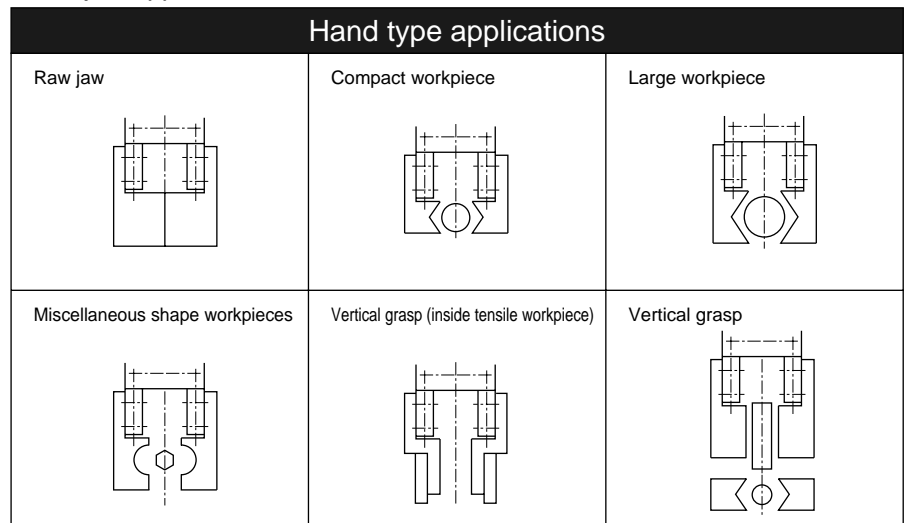 Hand type applications
Raw jaw
Compact workpiece
Large workpiece
Miscellaneous shape workpieces
Vertical grasp (inside tensile workpiece)
Vertical grasp